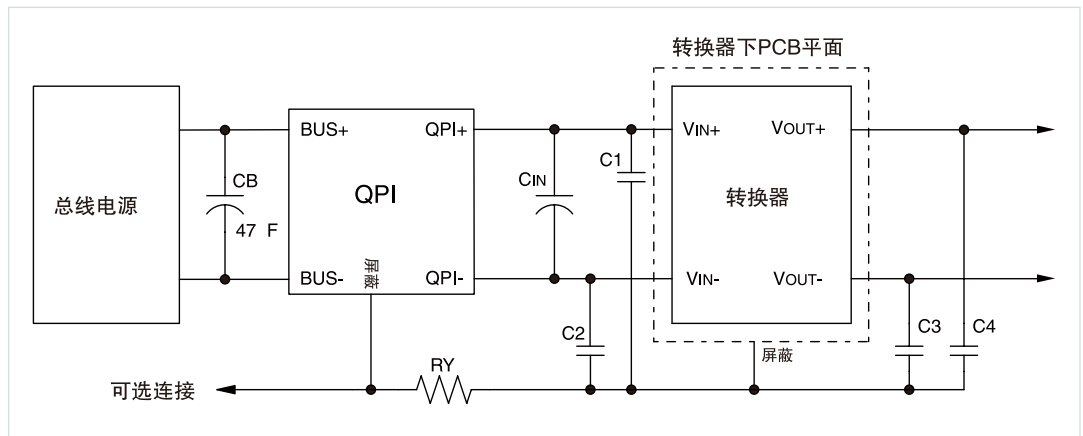 转换器下PCB平面
总线电源
CB
47 F
BUS+
QPI+
QPI
BUS-
屏蔽
QPI-
CIN
C1
C2
VIN+
VOUT+
转换器
VIN-
VOUT-
屏蔽
C3
C4
RY
可选连接